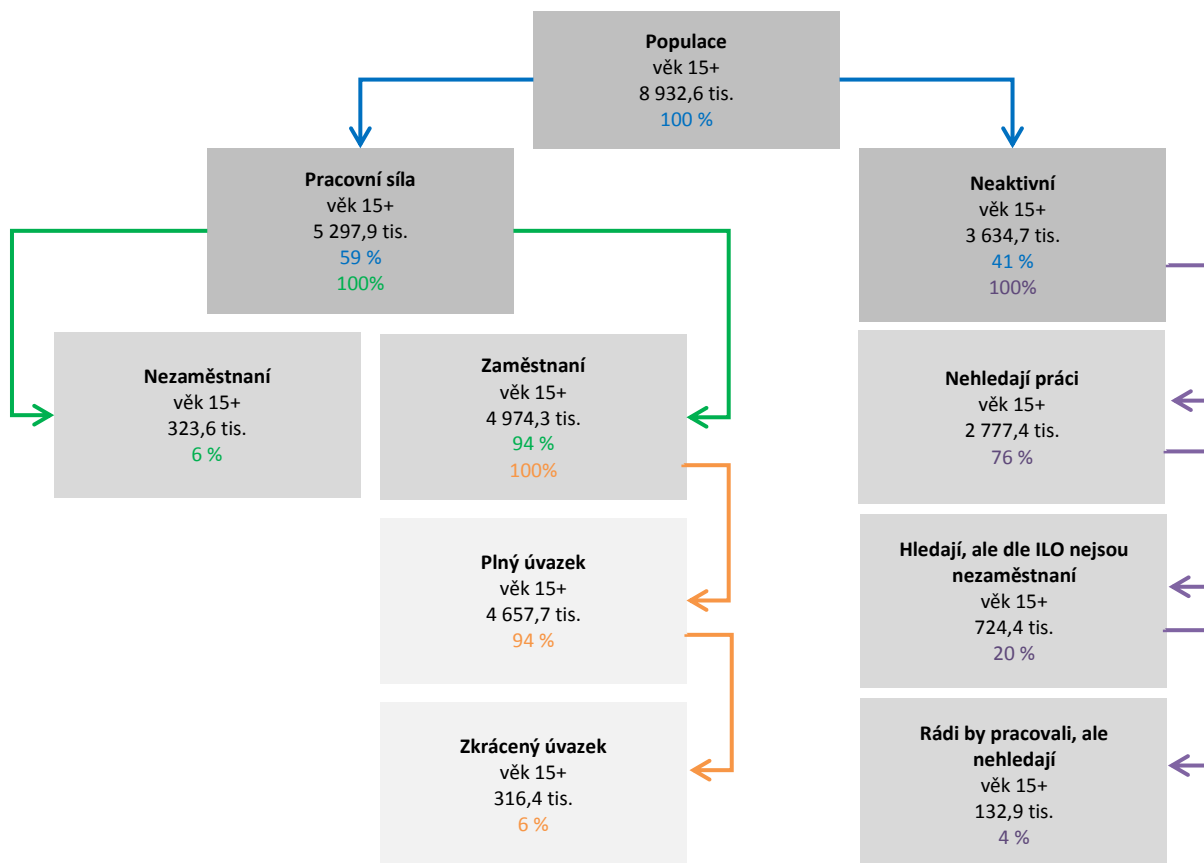 Populace
věk 15+
8 932,6 tis.
100 %
Pracovní síla
věk 15+
5 297,9 tis.
59 %
100%
Neaktivní
věk 15+
3 634,7 tis.
41 %
100%
Nezaměstnaní
věk 15+
323,6 tis.
6 %
Zaměstnaní
věk 15+
4 974,3 tis.
94 %
100%
Nehledají práci
věk 15+
2 777,4 tis.
76 %
Plný úvazek
věk 15+
4 657,7 tis.
94 %
Hledají, ale dle ILO nejsou
nezaměstnaní
věk 15+
724,4 tis.
20 %
Zkrácený úvazek
věk 15+
316,4 tis.
6 %
Rádi by pracovali, ale
nehledají
věk 15+
132,9 tis.
4 %